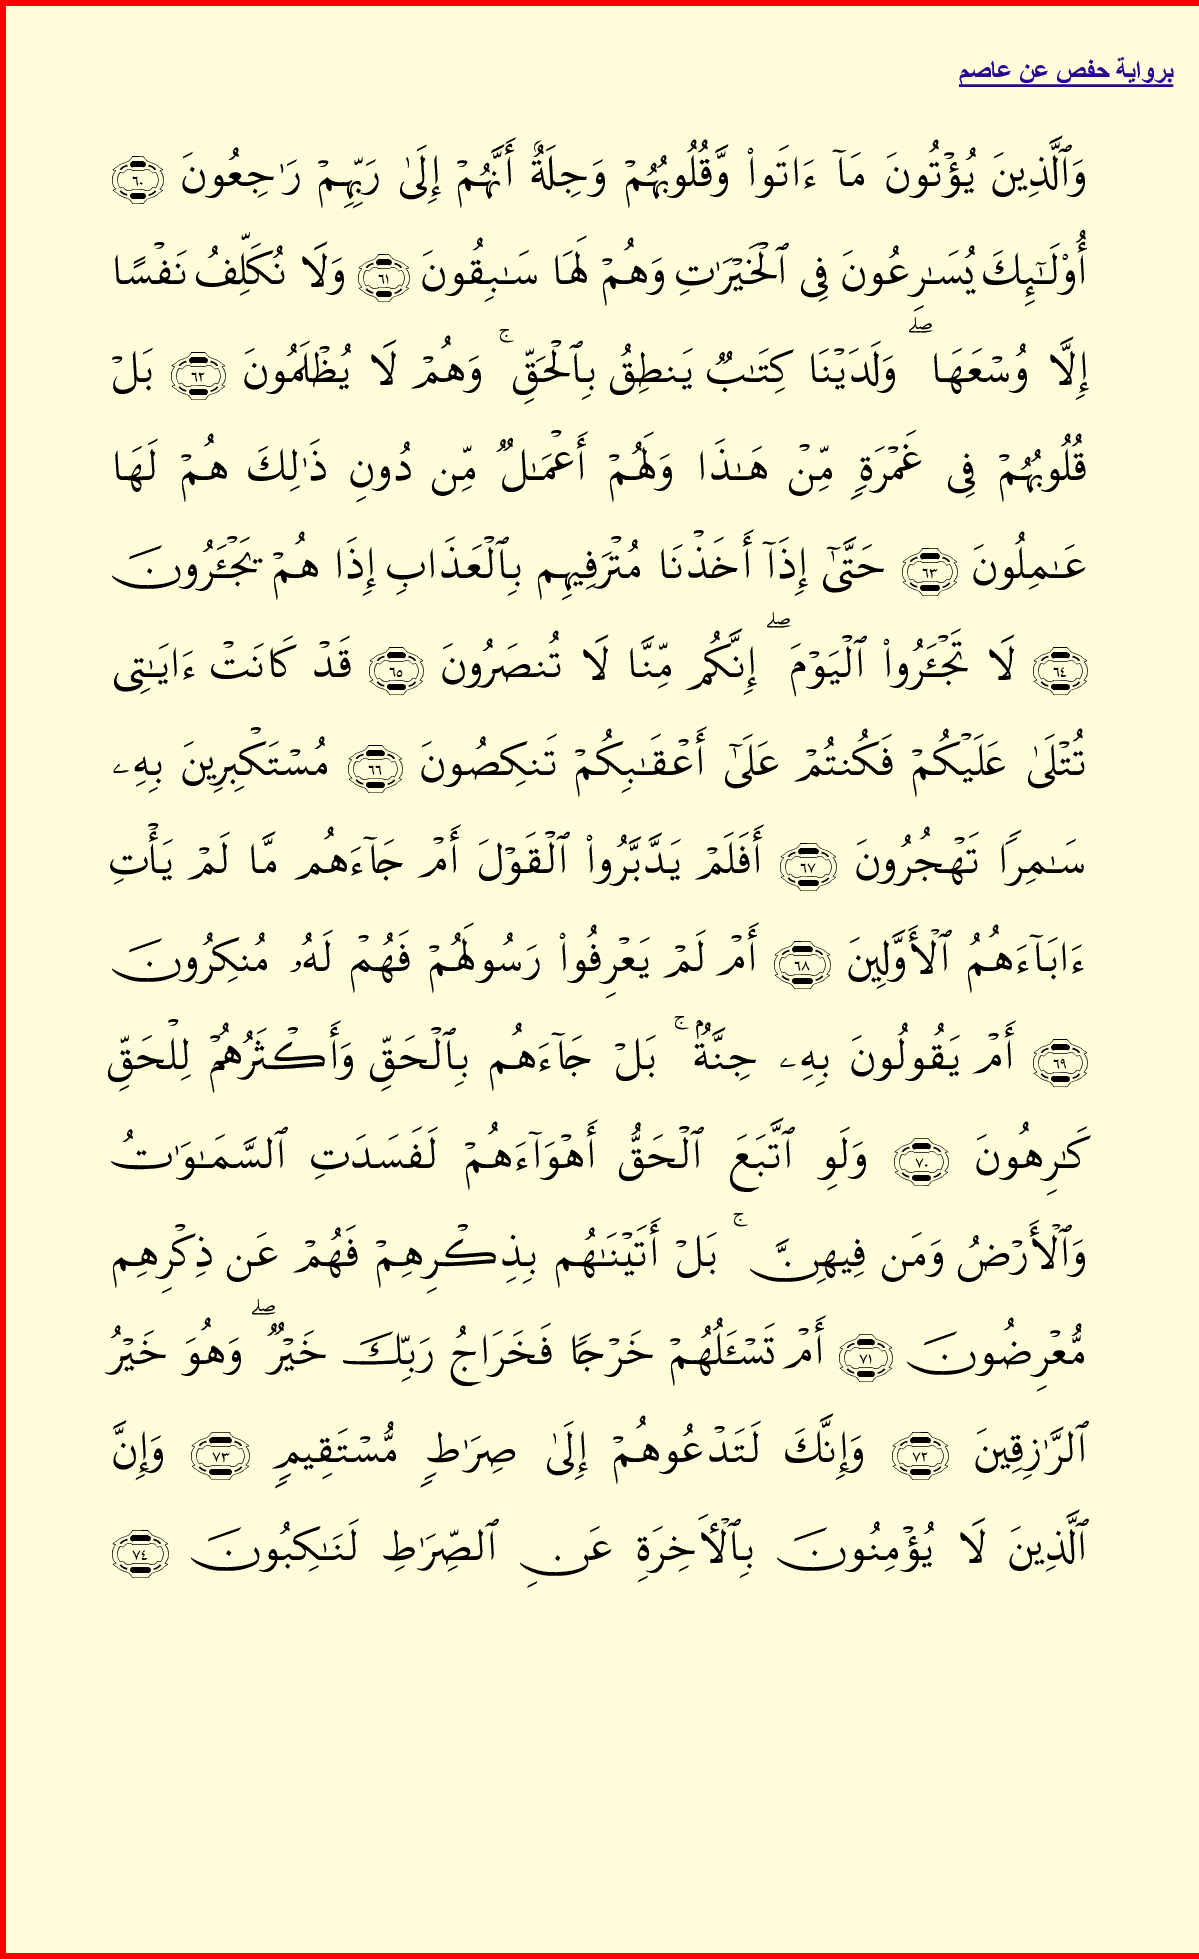 برواية حفص عن عاصم
وَٱلَّذِينَ يُؤْتُونَ مَآ ءَاتَوا۟ وَّقُلُوبُهُمْ وَجِلَةٌ أَنَّهُمْ إِلَىٰ رَبِّهِمْ رَٰجِعُونَ ٦٠
أُو۟لَـٰٓئِكَ يُسَـٰرِعُونَ فِى ٱلْخَيْرَٰتِ وَهُمْ لَهَا سَـٰبِقُونَ ٦١ وَلَا نُكَلِّفُ نَفْسًا
إِلَّا وُسْعَهَا ۖ وَلَدَيْنَا كِتَـٰبٌ يَنطِقُ بِٱلْحَقِّ ۚ وَهُمْ لَا يُظْلَمُونَ ٦٢ بَلْ
قُلُوبُهُمْ فِى غَمْرَةٍ مِّنْ هَـٰذَا وَلَهُمْ أَعْمَـٰلٌ مِّن دُونِ ذَٰلِكَ هُمْ لَهَا
عَـٰمِلُونَ ٦٣ حَتَّىٰٓ إِذَآ أَخَذْنَا مُتْرَفِيهِم بِٱلْعَذَابِ إِذَا هُمْ يَجْـَٔرُونَ
٦٤ لَا تَجْـَٔرُوا۟ ٱلْيَوْمَ ۖ إِنَّكُم مِّنَّا لَا تُنصَرُونَ ٦٥ قَدْ كَانَتْ ءَايَـٰتِى
تُتْلَىٰ عَلَيْكُمْ فَكُنتُمْ عَلَىٰٓ أَعْقَـٰبِكُمْ تَنكِصُونَ ٦٦ مُسْتَكْبِرِينَ بِهِۦ
سَـٰمِرًا تَهْجُرُونَ ٦٧ أَفَلَمْ يَدَّبَّرُوا۟ ٱلْقَوْلَ أَمْ جَآءَهُم مَّا لَمْ يَأْتِ
ءَابَآءَهُمُ ٱلْأَوَّلِينَ ٦٨ أَمْ لَمْ يَعْرِفُوا۟ رَسُولَهُمْ فَهُمْ لَهُۥ مُنكِرُونَ
٦٩ أَمْ يَقُولُونَ بِهِۦ جِنَّةٌۢ ۚ بَلْ جَآءَهُم بِٱلْحَقِّ وَأَكْثَرُهُمْ لِلْحَقِّ
كَـٰرِهُونَ ٧٠ وَلَوِ ٱتَّبَعَ ٱلْحَقُّ أَهْوَآءَهُمْ لَفَسَدَتِ ٱلسَّمَـٰوَٰتُ
وَٱلْأَرْضُ وَمَن فِيهِنَّ ۚ بَلْ أَتَيْنَـٰهُم بِذِكْرِهِمْ فَهُمْ عَن ذِكْرِهِم
مُّعْرِضُونَ ٧١ أَمْ تَسْـَٔلُهُمْ خَرْجًا فَخَرَاجُ رَبِّكَ خَيْرٌ ۖ وَهُوَ خَيْرُ
ٱلرَّٰزِقِينَ ٧٢ وَإِنَّكَ لَتَدْعُوهُمْ إِلَىٰ صِرَٰطٍ مُّسْتَقِيمٍ ٧٣ وَإِنَّ
ٱلَّذِينَ لَا يُؤْمِنُونَ بِٱلْـَٔاخِرَةِ عَنِ ٱلصِّرَٰطِ لَنَـٰكِبُونَ ٧٤